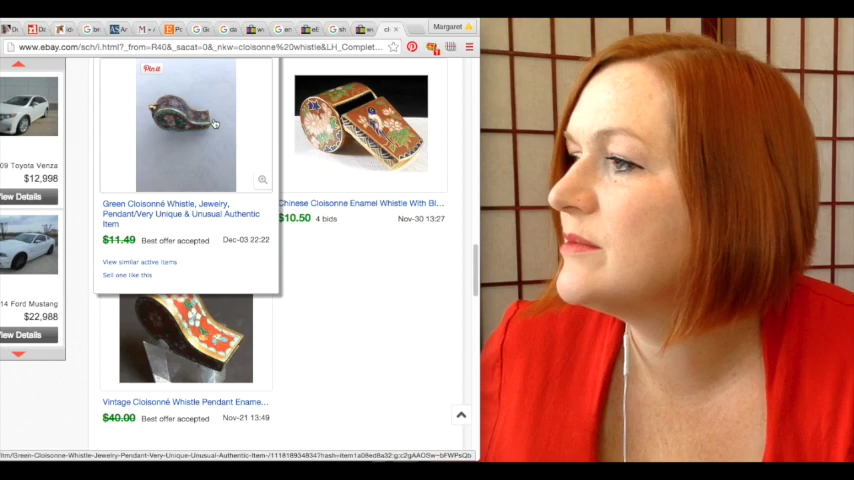 Margaret
www.ebay.com/sch/i.html?_from=R40&_sacat=0&_nkw=cloisonne%20whistle&LH_Complet...
Pin it
09 Toyota Venza
$12,998
View Details
14 Ford Mustang
$22,988
View Details
Green Cloisonné Whistle, Jewelry,
Pendant/Very Unique & Unusual Authentic
Item
$11.49 Best offer accepted Dec-03 22:22
View similar active items
Sell one like this
Chinese Cloisonne Enamel Whistle With Bl...
$10.50 4 bids Nov-30 13:27
Vintage Cloisonne Whistle Pendant Ename...
$40.00 Best offer accepted Nov-21 13:49